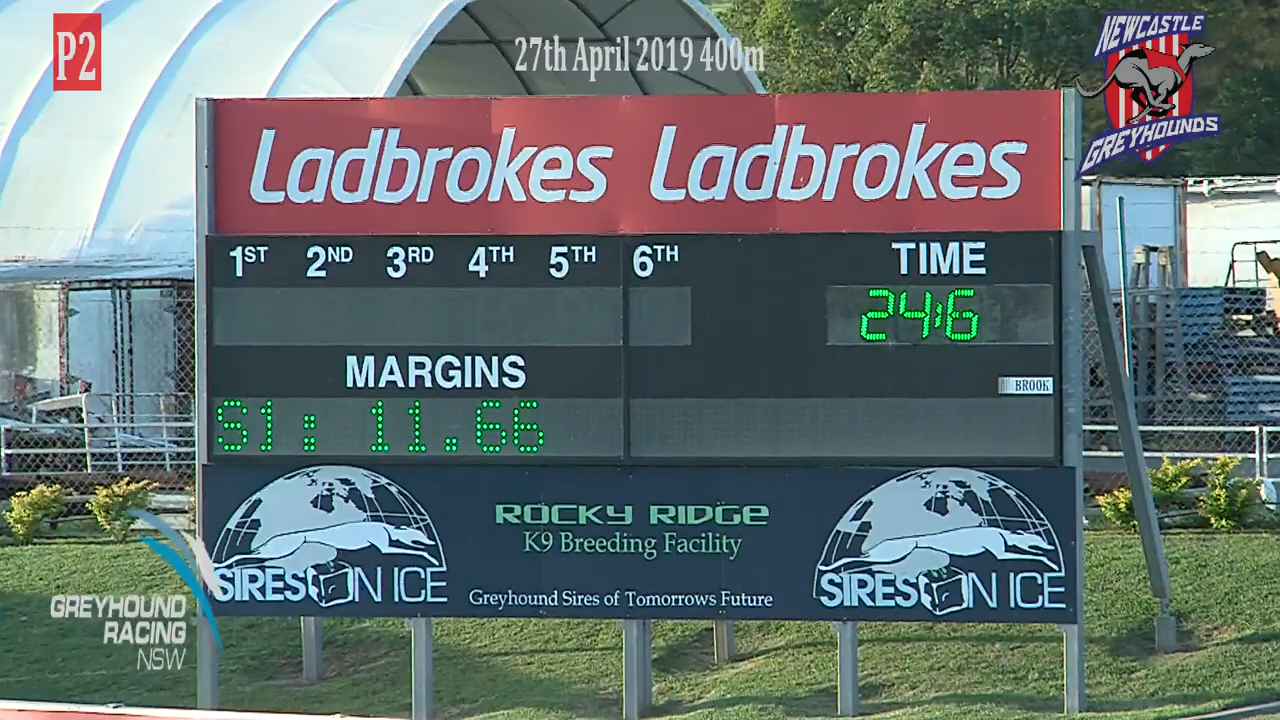 P2
27th April 2019 400m
NEWCASTLE
GREYHOUNDS
Ladbrokes Ladbrokes
1ST 2ND 3RD 4TH 5TH 6TH TIME
24:6
MARGINS
BROOK
S1: 11.66
ROCKY RIDGE
K9 Breeding Facility
SIRES ON ICE
Greyhound Sires of Tomorrows Future
SIRES ON ICE
GREYHOUND
RACING
NSW